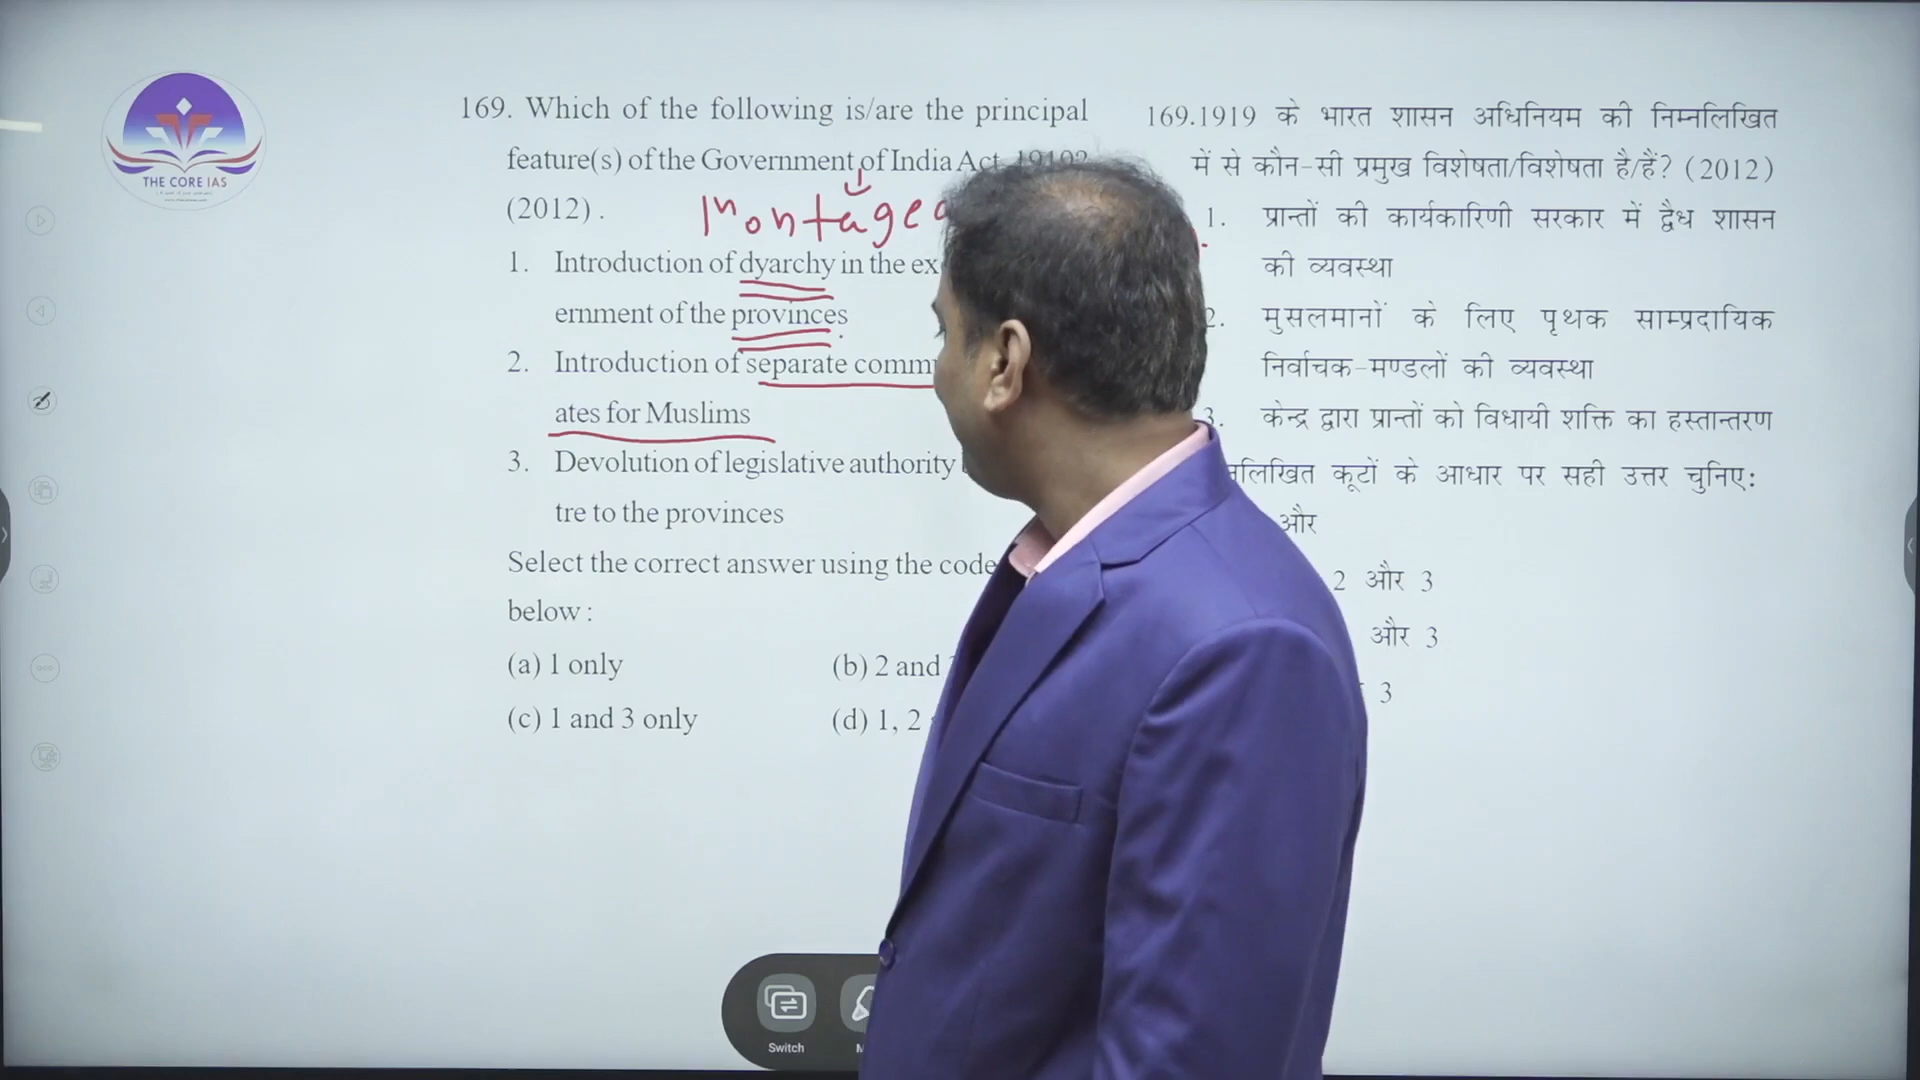 THE CORE IAS
169. Which of the following is/are the principal
feature(s) of the Government of India Act, 1919?
(2012) .
1. Introduction of dyarchy in the ex
ernment of the provinces
2. Introduction of separate comm
ates for Muslims
3. Devolution of legislative authority
tre to the provinces
Select the correct answer using the code
below :
(a) 1 only
(b) 2 and
(c) 1 and 3 only
(d) 1, 2
169.1919 के भारत शासन अधिनियम की निम्नलिखित
में से कौन-सी प्रमुख विशेषता/विशेषता है/हैं? (2012)
1. प्रान्तों की कार्यकारिणी सरकार में द्वैध शासन
की व्यवस्था
2. मुसलमानों के लिए पृथक साम्प्रदायिक
निर्वाचक-मण्डलों की व्यवस्था
3. केन्द्र द्वारा प्रान्तों को विधायी शक्ति का हस्तान्तरण
लिखित कूटों के आधार पर सही उत्तर चुनिए:
और
2 और 3
और 3
3
Switch